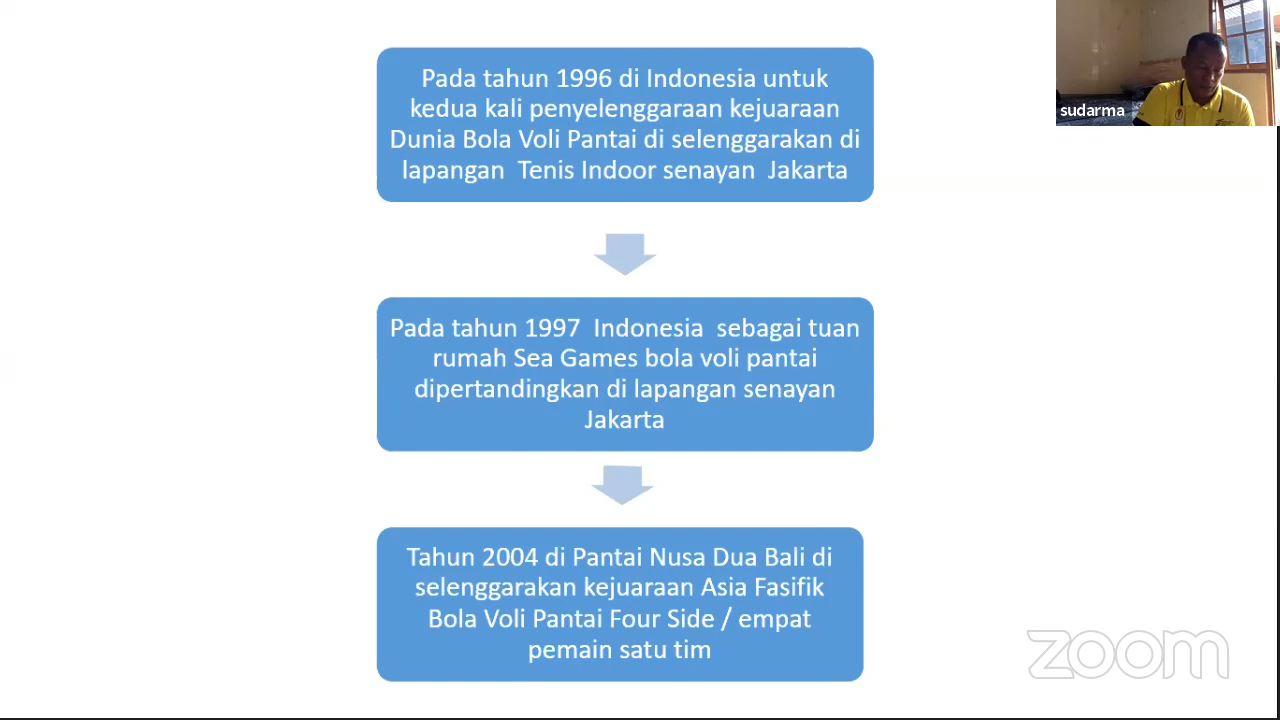 Pada tahun 1996 di Indonesia untuk
kedua kali penyelenggaraan kejuaraan
Dunia Bola Voli Pantai di selenggarakan di
lapangan Tenis Indoor senayan Jakarta
sudarma
Pada tahun 1997 Indonesia sebagai tuan
rumah Sea Games bola voli pantai
dipertandingkan di lapangan senayan
Jakarta
Tahun 2004 di Pantai Nusa Dua Bali di
selenggarakan kejuaraan Asia Fasifik
Bola Voli Pantai Four Side / empat
pemain satu tim
zoom